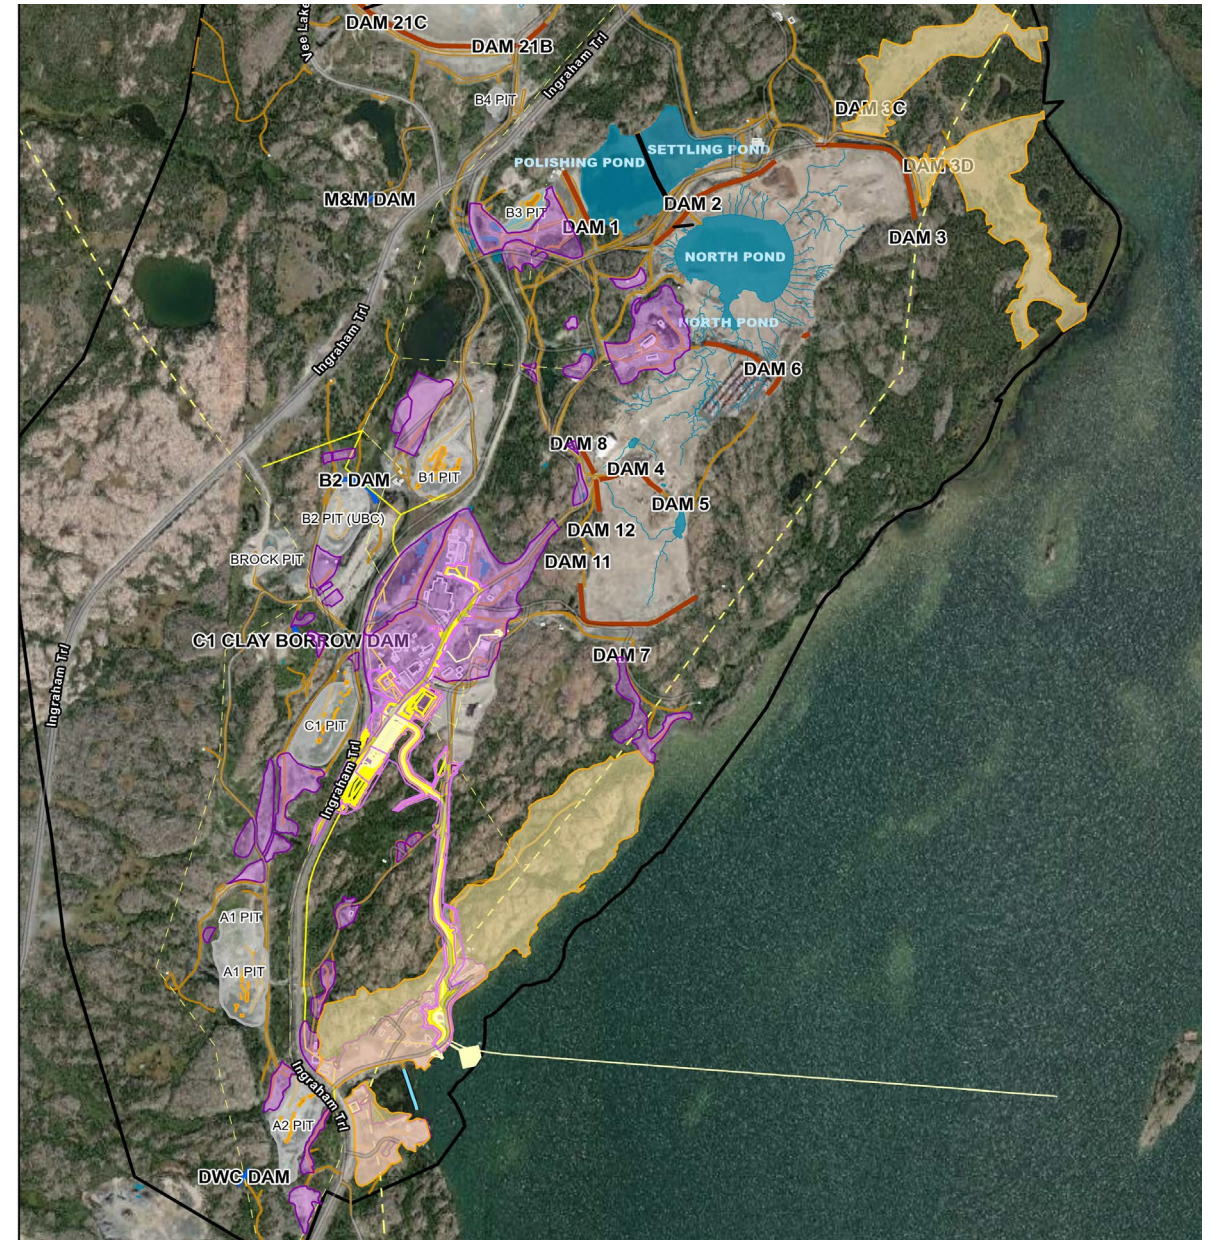 DAM 21C
Vee Lake
DAM 21B
Ingraham Trl
B4 PIT
DAM 3C
SETTLING POND
POLISHING POND
DAM 3D
M&M DAM
B3 PIT
DAM 2
DAM 1
DAM 3
NORTH POND
NORTH POND
Ingraham Trl
DAM 6
DAM 8
DAM 4
B1 PIT
B2 DAM
DAM 5
B2 PIT (UBC)
DAM 12
BROCK PIT
DAM 11
C1 CLAY BORROW DAM
DAM 7
Ingraham Trl
C1 PIT
Ingraham Trl
A1 PIT
A1 PIT
Ingraham Trl
A2 PIT
DWC DAM